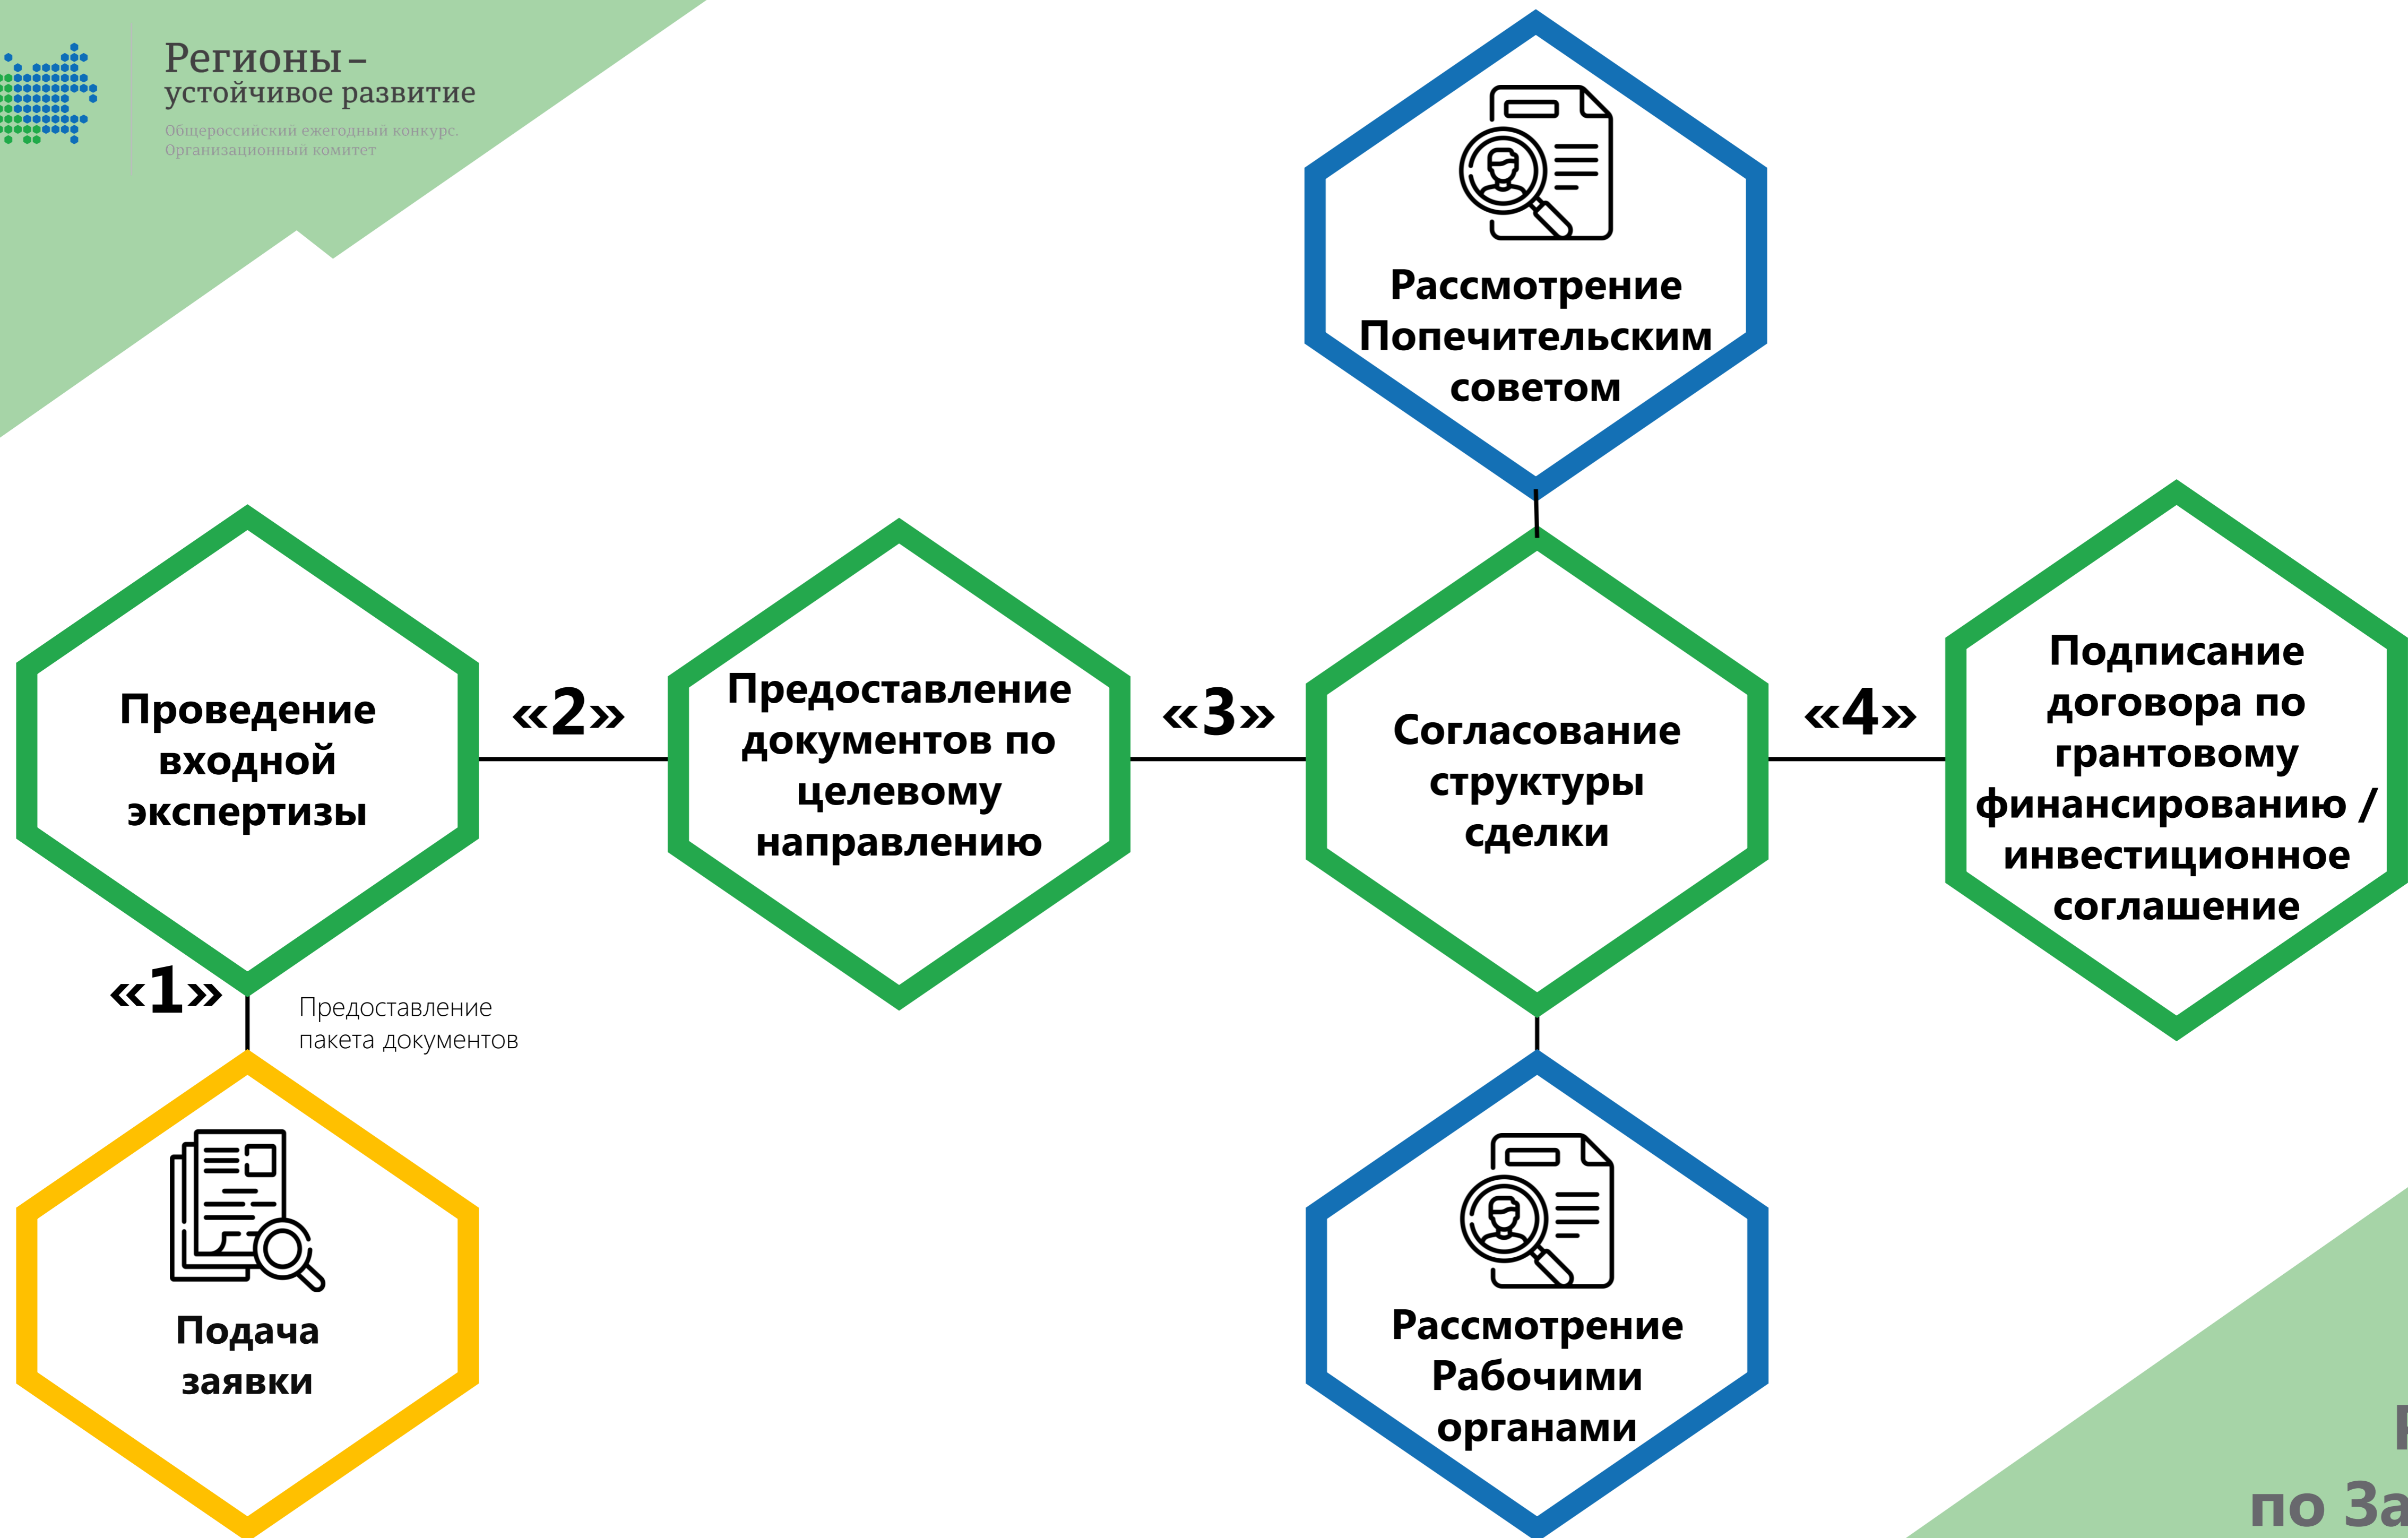 Регионы –
устойчивое развитие
Общероссийский ежегодный конкурс.
Организационный комитет
Рассмотрение
Попечительским
советом
Проведение
входной
экспертизы
«2»
Предоставление
документов по
целевому
направлению
«3»
Согласование
структуры
сделки
«4»
Подписание
договора по
грантовому
финансированию /
инвестиционное
соглашение
«1»
Предоставление
пакета документов
Подача
заявки
Рассмотрение
Рабочими
органами
по